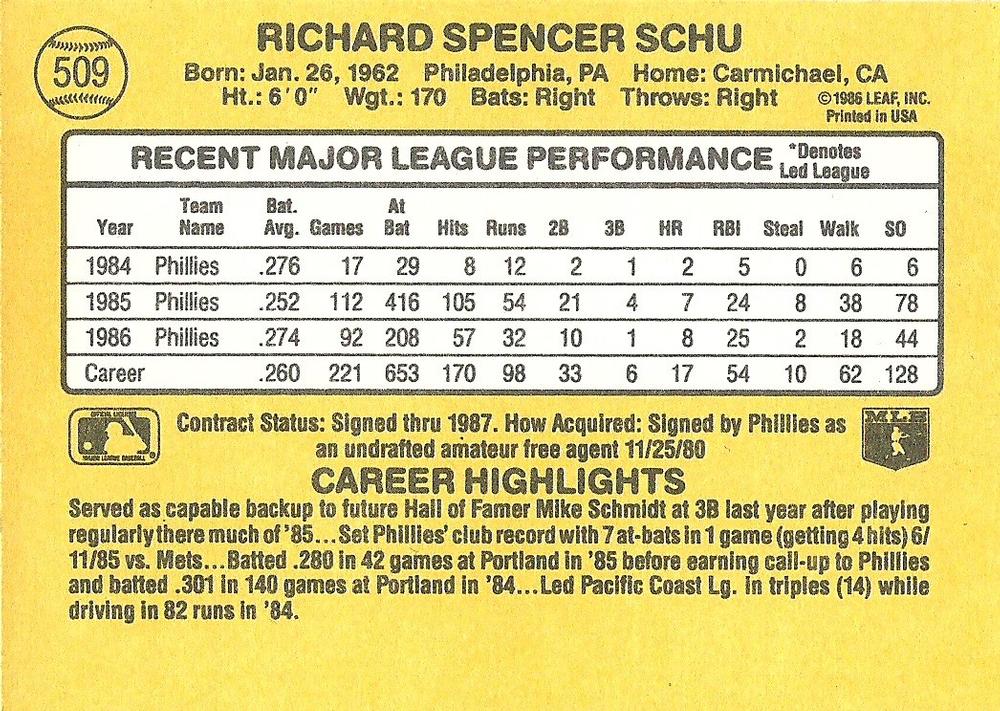 509
RICHARD SPENCER SCHU
Born: Jan. 26, 1962 Philadelphia, PA Home: Carmichael, CA
Ht.: 6'0" Wgt.: 170 Bats: Right Throws: Right
©1986 LEAF, INC.
Printed in USA
RECENT MAJOR LEAGUE PERFORMANCE *Denotes Led League
Year Team Name Bat. Avg. Games At Bat Hits Runs 2B 3B HR RBI Steal Walk SO
1984 Phillies .276 17 29 8 12 2 1 2 5 0 6 6
1985 Phillies .252 112 416 105 54 21 4 7 24 8 38 78
1986 Phillies .274 92 208 57 32 10 1 8 25 2 18 44
Career .260 221 653 170 98 33 6 17 54 10 62 128
OFFICIAL LICENSEE
MAJOR LEAGUE BASEBALL
Contract Status: Signed thru 1987. How Acquired: Signed by Phillies as
an undrafted amateur free agent 11/25/80
MLB
CAREER HIGHLIGHTS
Served as capable backup to future Hall of Famer Mike Schmidt at 3B last year after playing
regularly there much of '85...Set Phillies' club record with 7 at-bats in 1 game (getting 4 hits) 6/
11/85 vs. Mets...Batted .280 in 42 games at Portland in '85 before earning call-up to Phillies
and batted .301 in 140 games at Portland in '84...Led Pacific Coast Lg. in triples (14) while
driving in 82 runs in '84.